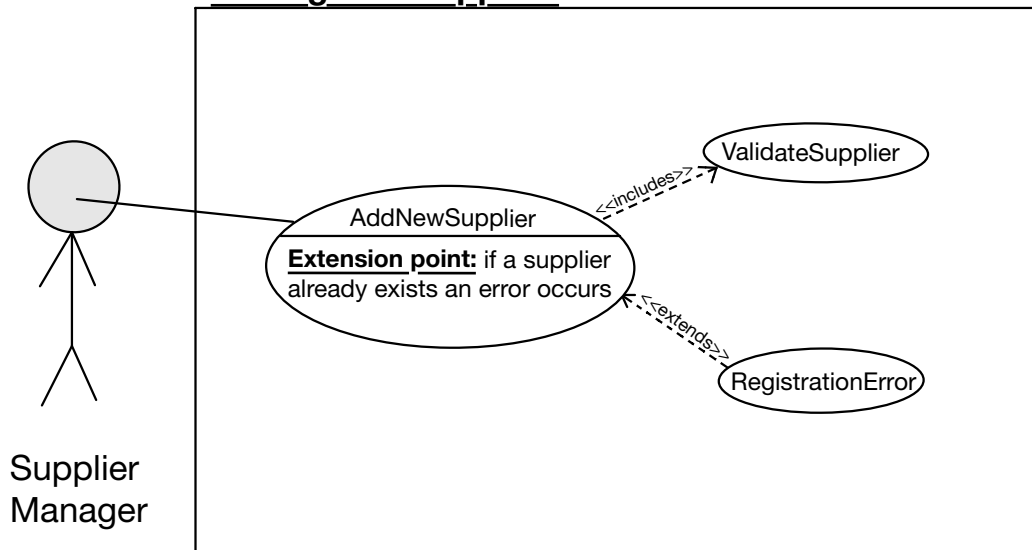 AddNewSupplier
Extension point: if a supplier
already exists an error occurs
<<includes>>
ValidateSupplier
<<extends>>
RegistrationError
Supplier
Manager